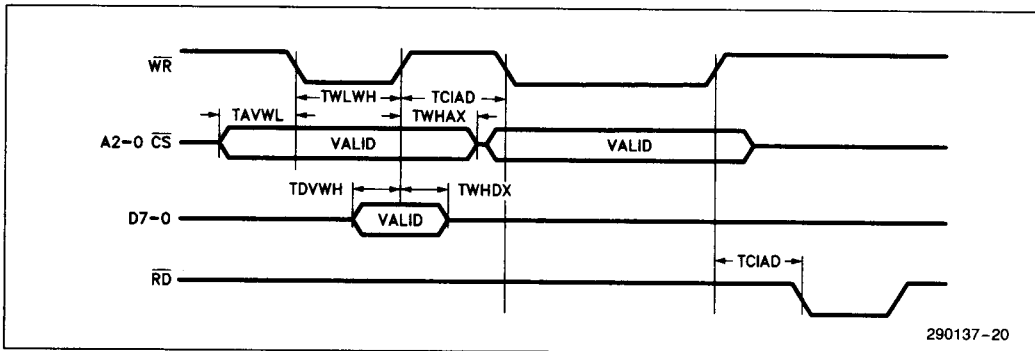 WR
TWLWH TCIAD
TAVWL TWHAX
A2–0 CS VALID VALID
TDVWH TWHDX
D7–0 VALID
TCIAD
RD
290137–20